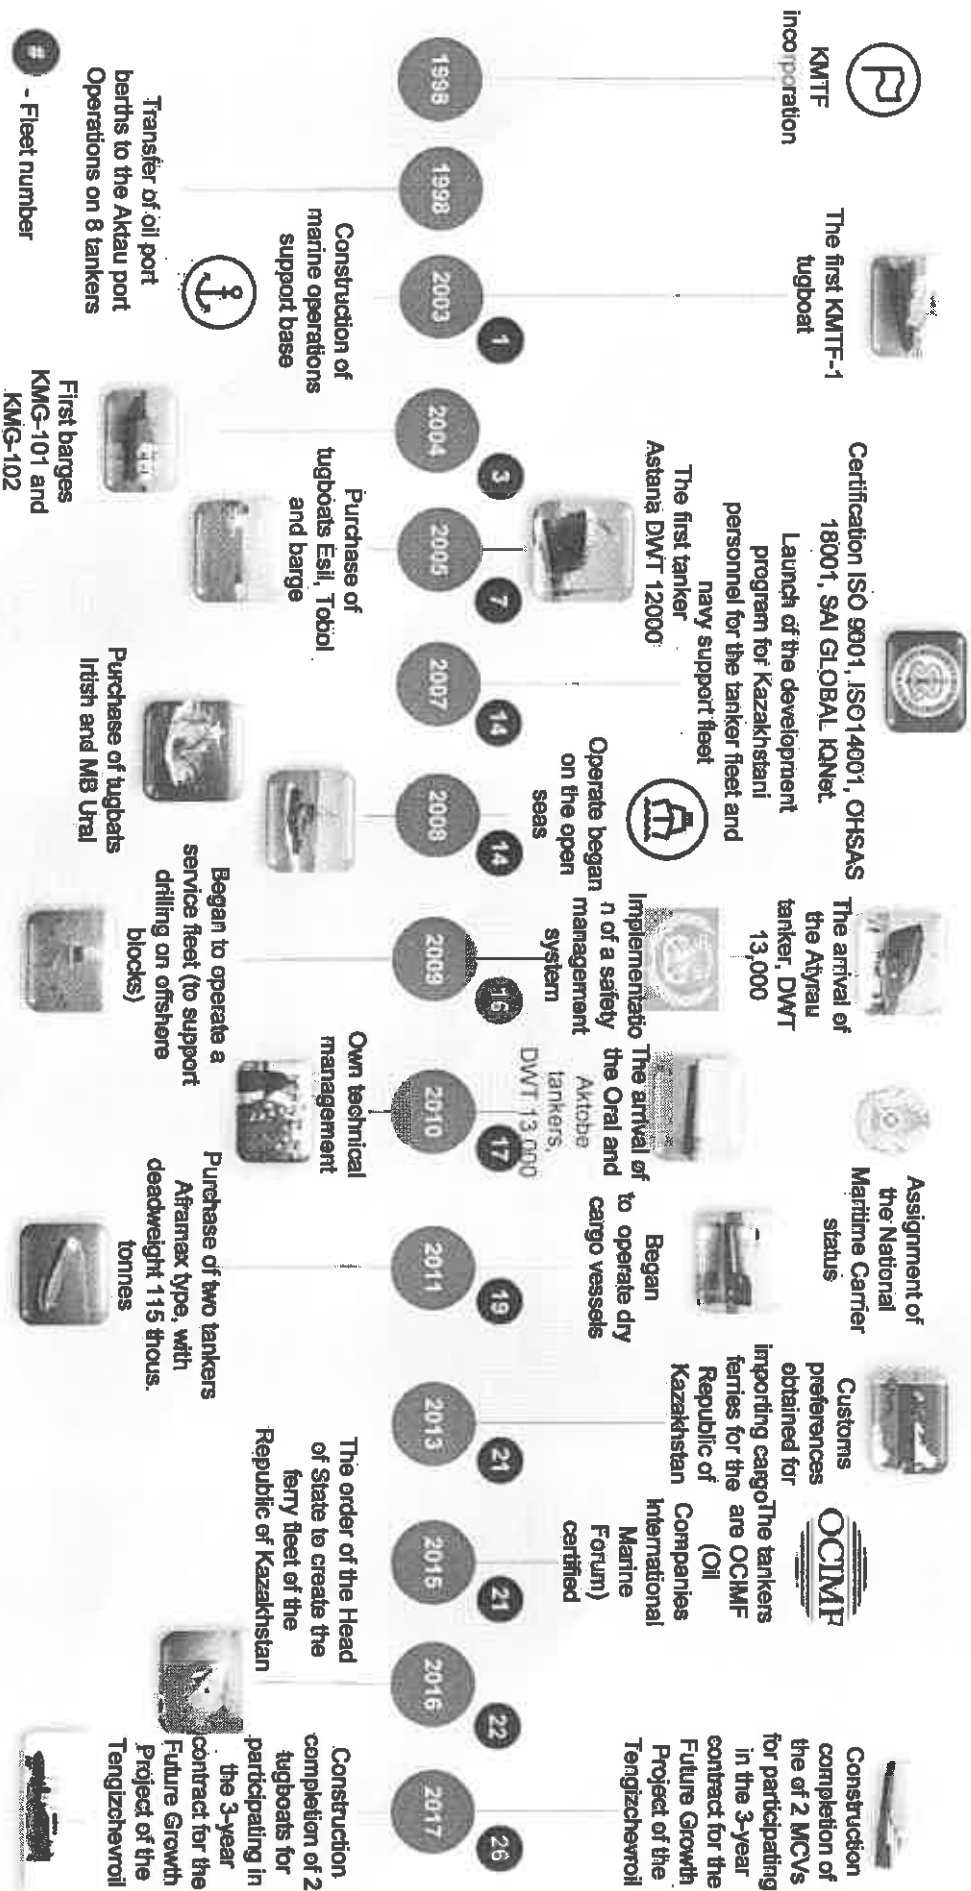 KMTF
incorporation
The first KMTF-1
tugboat
Certification ISO 9001, ISO14001, OHSAS
18001, SAI GLOBAL IQNet.
Launch of the development
program for Kazakhstani
personnel for the tanker fleet and
navy support fleet
The first tanker
Astana DWT 12000
Operate began
on the open
seas
The arrival of
the Atyrau
tanker, DWT
13,000
Implementatio
n of a safety
management
system
The arrival of
the Oral and
Aktobe
tankers,
DWT 13 000
Assignment of
the National
Maritime Carrier
status
Began
to operate dry
cargo vessels
Customs
preferences
obtained for
importing cargo
ferries for the
Republic of
Kazakhstan
OCIMF
The tankers
are OCIMF
(Oil
Companies
International
Marine
Forum)
certified
Construction
completion of
the of 2 MCVs
for participating
in the 3-year
contract for the
Future Growth
Project of the
Tengizchevroil
1998
1998
2003
1
2004
3
2005
7
2007
14
2008
14
2009
16
2010
17
2011
19
2013
21
2015
21
2016
22
2017
26
Transfer of oil port
berths to the Aktau port
Operations on 8 tankers
Construction of
marine operations
support base
First barges
KMG-101 and
KMG-102
Purchase of
tugboats Esil, Tobiol
and barge
Purchase of tugbats
Irtish and MB Ural
Began to operate a
service fleet (to support
drilling on offshore
blocks)
Own technical
management
Purchase of two tankers
Aframax type, with
deadweight 115 thous.
tonnes
The order of the Head
of State to create the
ferry fleet of the
Republic of Kazakhstan
Construction
completion of 2
tugboats for
participating in
the 3-year
contract for the
Future Growth
Project of the
Tengizchevroil
# - Fleet number